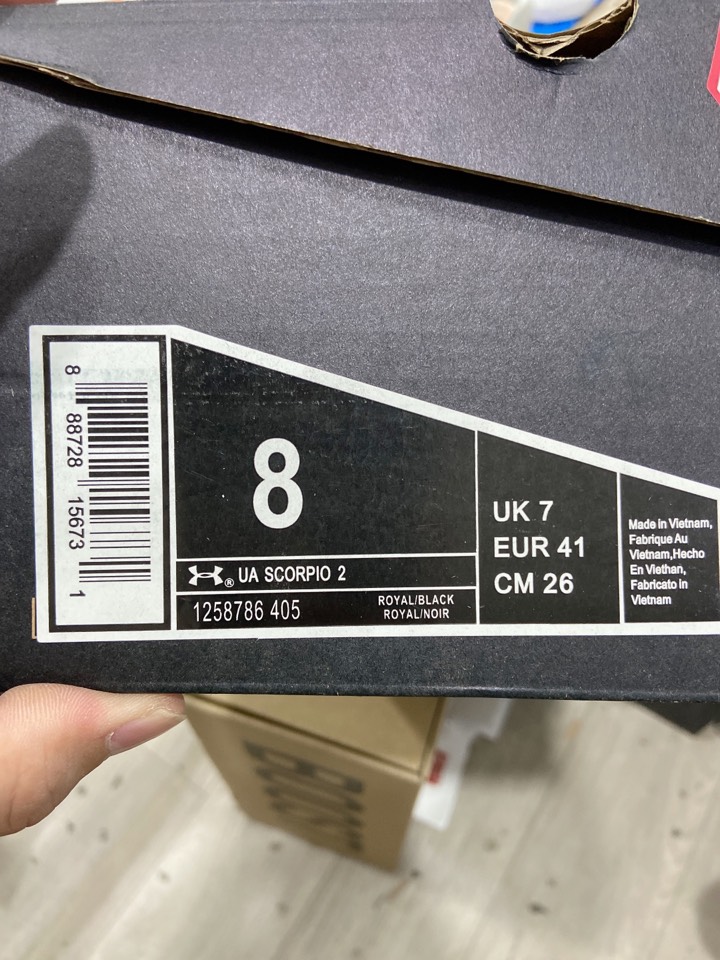 8 88728 15673 1
8
UA SCORPIO 2
1258786 405
ROYAL/BLACK
ROYAL/NOIR
UK 7
EUR 41
CM 26
Made in Vietnam,
Fabrique Au
Vietnam,Hecho
En Viethan,
Fabricato in
Vietnam